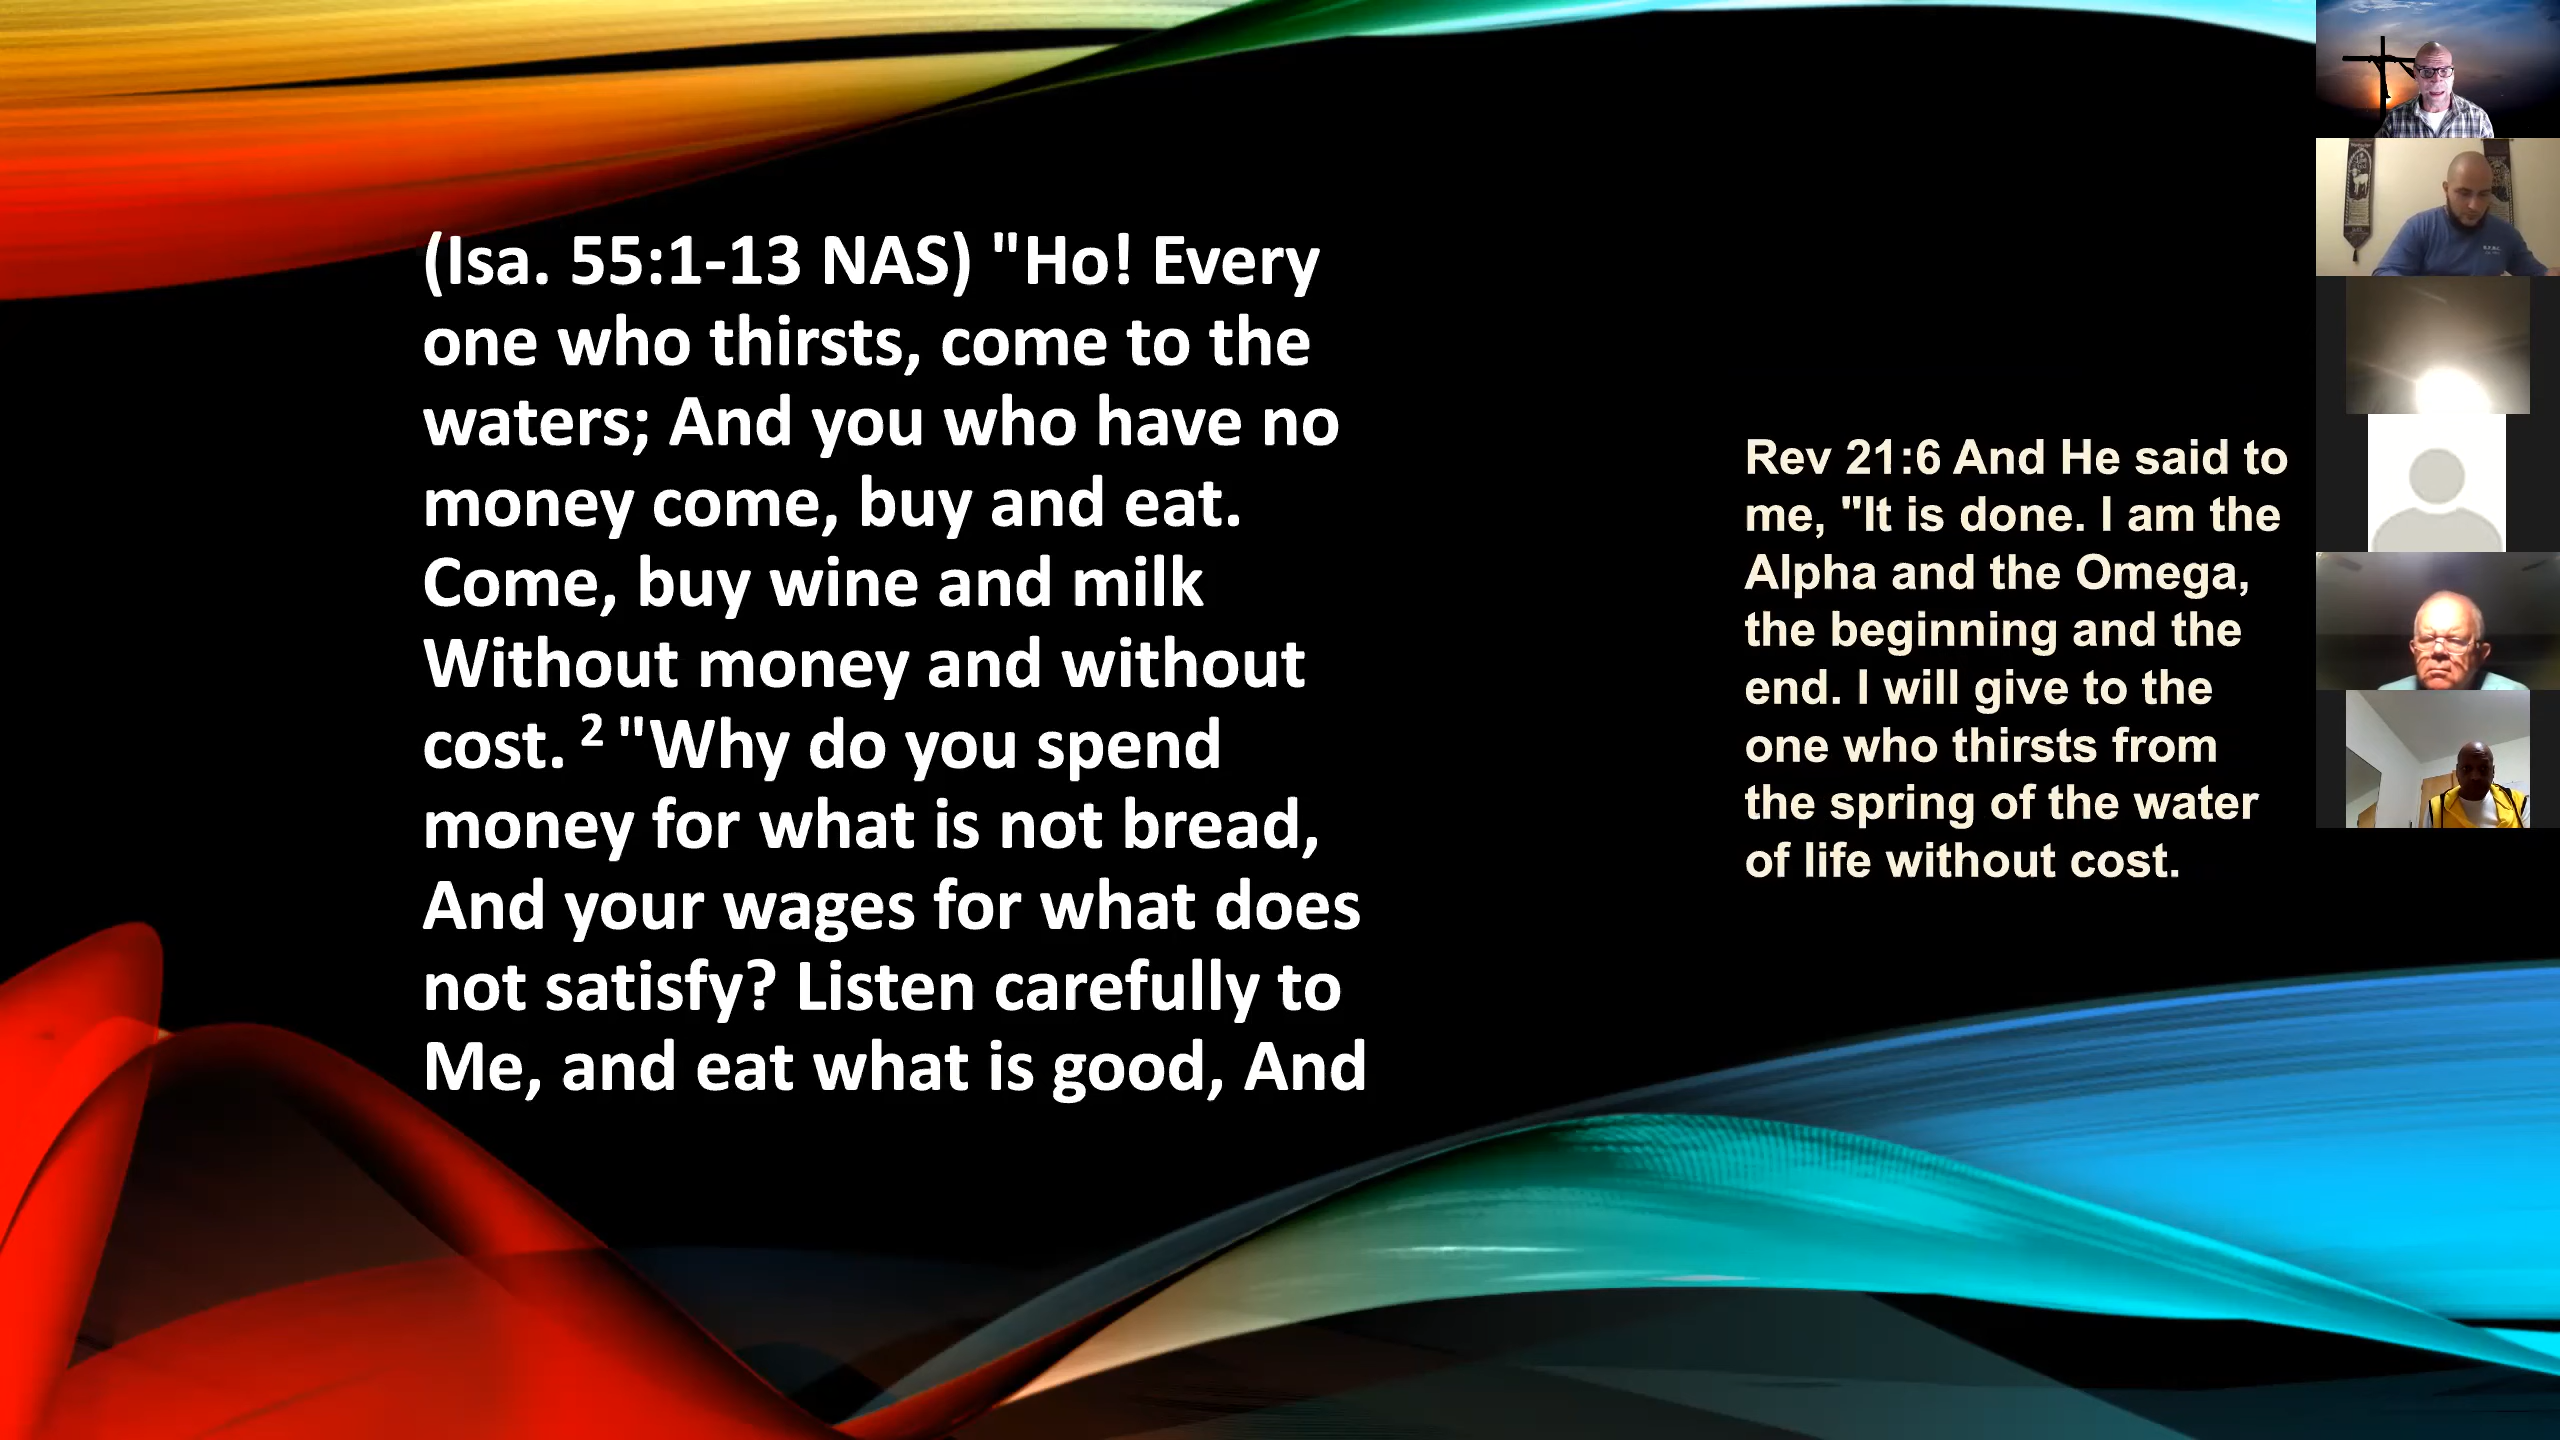 (Isa. 55:1-13 NAS) "Ho! Every
one who thirsts, come to the
waters; And you who have no
money come, buy and eat.
Come, buy wine and milk
Without money and without
cost. ² "Why do you spend
money for what is not bread,
And your wages for what does
not satisfy? Listen carefully to
Me, and eat what is good, And
Rev 21:6 And He said to
me, "It is done. I am the
Alpha and the Omega,
the beginning and the
end. I will give to the
one who thirsts from
the spring of the water
of life without cost.